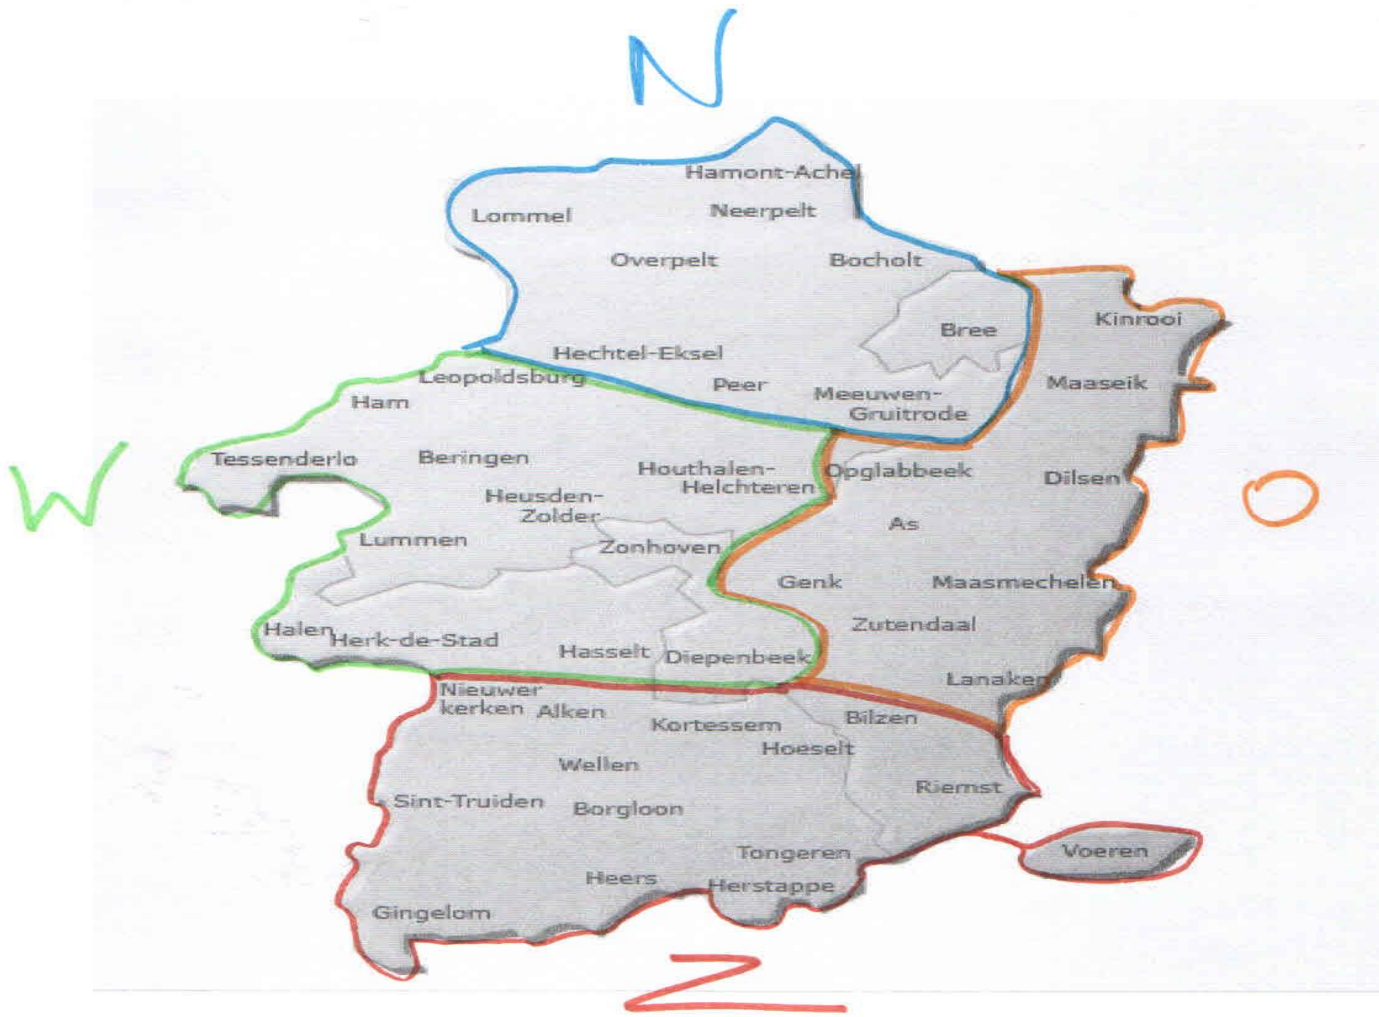 N
Hamont-Achel
Lommel
Neerpelt
Overpelt
Bocholt
Kinrooi
Bree
Hechtel-Eksel
Leopoldsburg
Peer
Maaseik
Ham
Meeuwen-
Gruitrode
W
Tessenderlo
Beringen
Houthalen-
Helchteren
Opglabbeek
Dilsen
O
Heusden-
Zolder
As
Lummen
Zonhoven
Genk
Maasmechelen
Halen
Herk-de-Stad
Zutendaal
Hasselt
Diepenbeek
Lanaken
Nieuwer
kerken
Alken
Kortessem
Bilzen
Hoeselt
Wellen
Riemst
Sint-Truiden
Borgloon
Tongeren
Voeren
Heers
Herstappe
Gingelom
Z